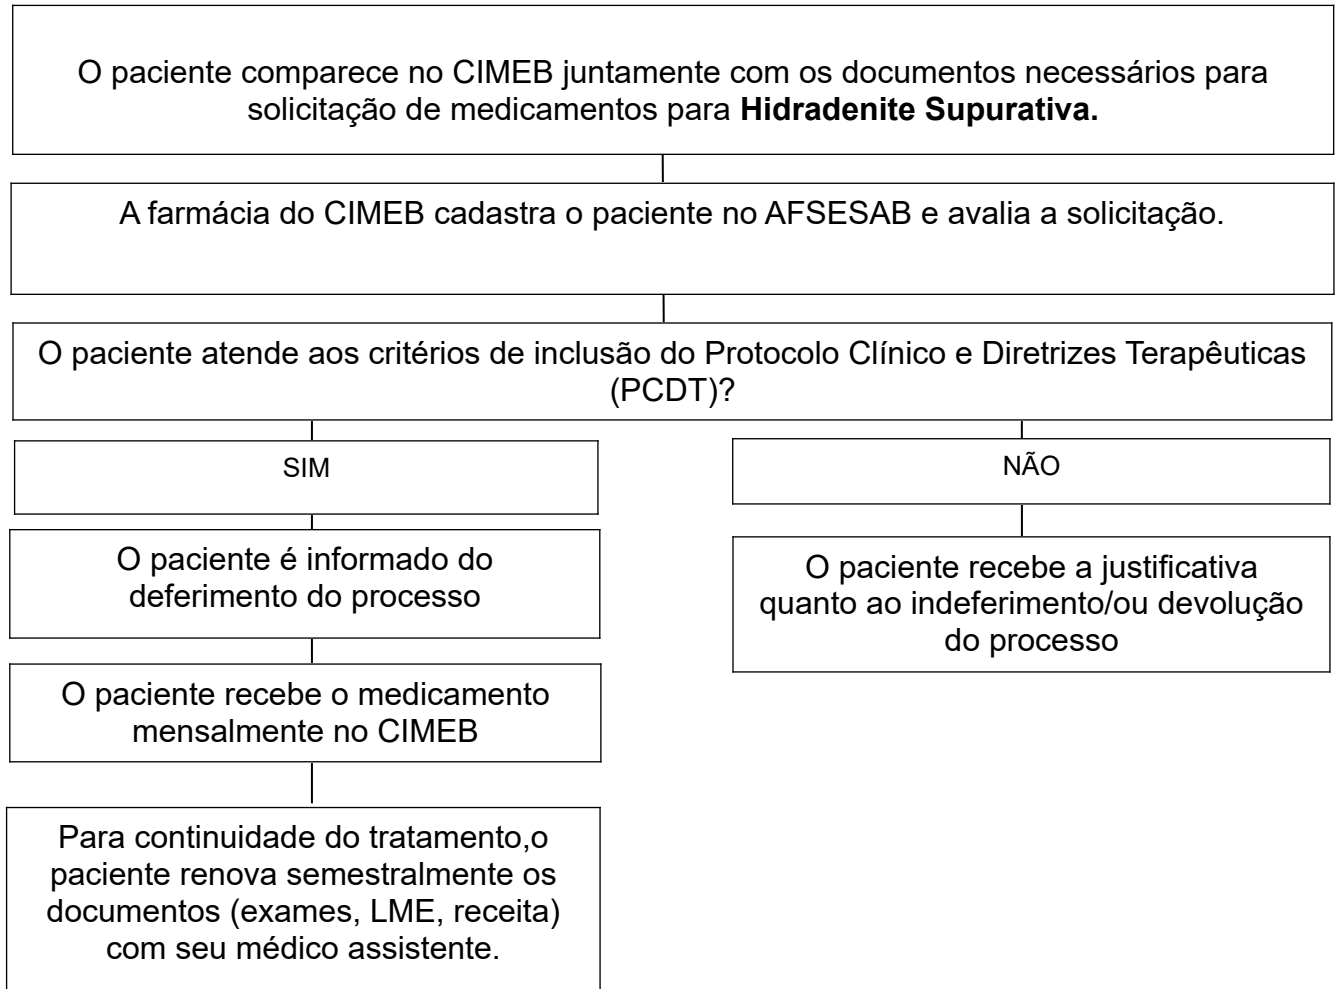 O paciente comparece no CIMEB juntamente com os documentos necessários para
solicitação de medicamentos para Hidradenite Supurativa.
A farmácia do CIMEB cadastra o paciente no AFSESAB e avalia a solicitação.
O paciente atende aos critérios de inclusão do Protocolo Clínico e Diretrizes Terapêuticas
(PCDT)?
SIM
O paciente é informado do
deferimento do processo
O paciente recebe o medicamento
mensalmente no CIMEB
Para continuidade do tratamento,o
paciente renova semestralmente os
documentos (exames, LME, receita)
com seu médico assistente.
NÃO
O paciente recebe a justificativa
quanto ao indeferimento/ou devolução
do processo